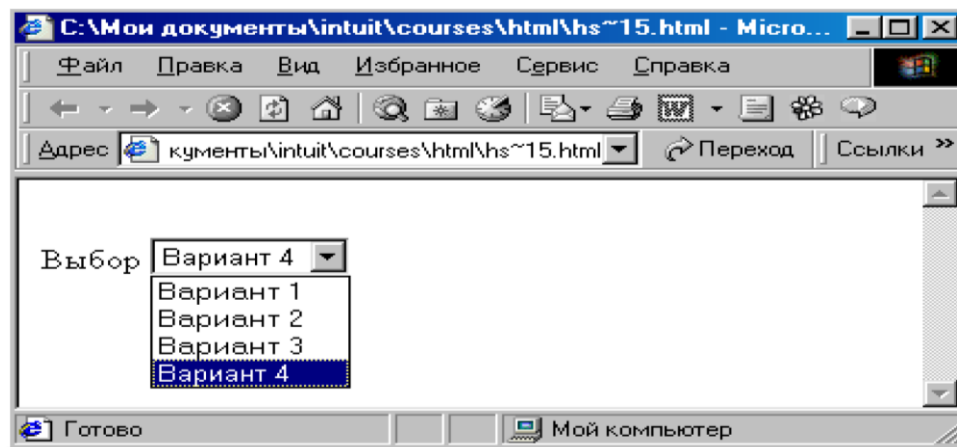 C:\Мои документы\intuit\courses\html\hs~15.html - Micro...
Файл Правка Вид Избранное Сервис Справка
Адрес кументы\intuit\courses\html\hs~15.html Переход Ссылки »
Выбор Вариант 4
Вариант 1
Вариант 2
Вариант 3
Вариант 4
Готово Мой компьютер